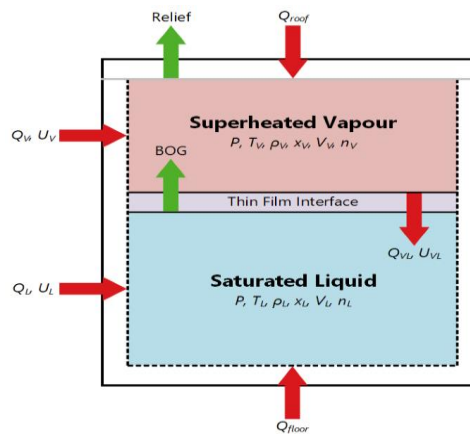 Relief
Q_roof
Superheated Vapour
Q_V, U_V
P, T_V, ρ_V, x_V, V_V, n_V
BOG
Thin Film Interface
Q_VL, U_VL
Saturated Liquid
Q_L, U_L
P, T_L, ρ_L, x_L, V_L, n_L
Q_floor